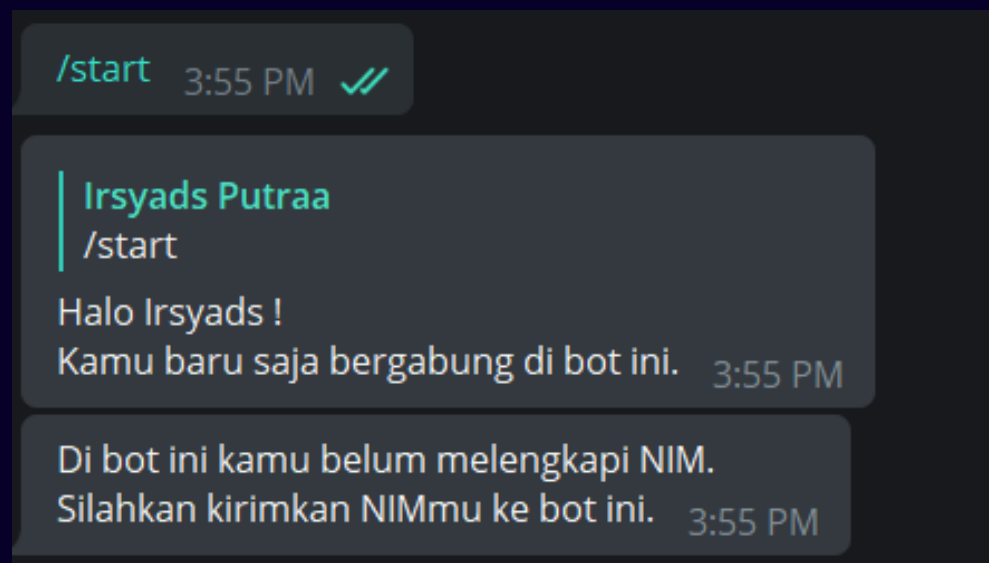 /start 3:55 PM
Irsyads Putraa
/start
Halo Irsyads !
Kamu baru saja bergabung di bot ini. 3:55 PM
Di bot ini kamu belum melengkapi NIM.
Silahkan kirimkan NIMmu ke bot ini. 3:55 PM